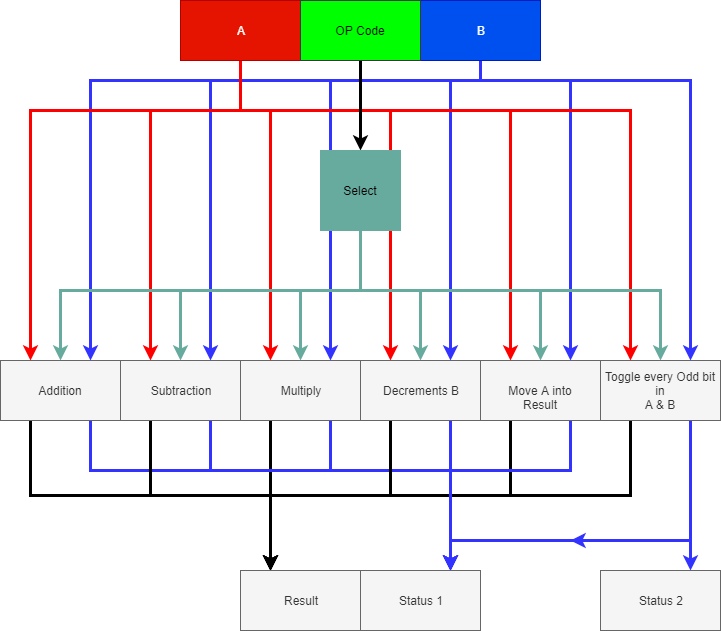 A
OP Code
B
Select
Addition
Subtraction
Multiply
Decrements B
Move A into
Result
Toggle every Odd bit
in
A & B
Result
Status 1
Status 2